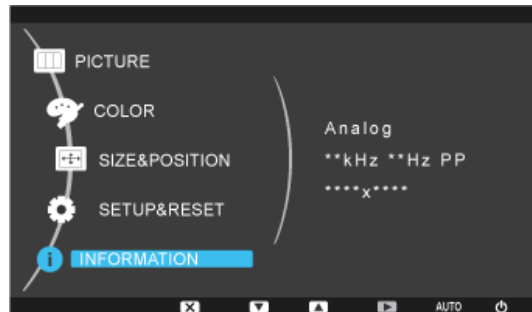 PICTURE
COLOR
SIZE&POSITION
SETUP&RESET
INFORMATION
Analog
**kHz **Hz PP
****x****
AUTO